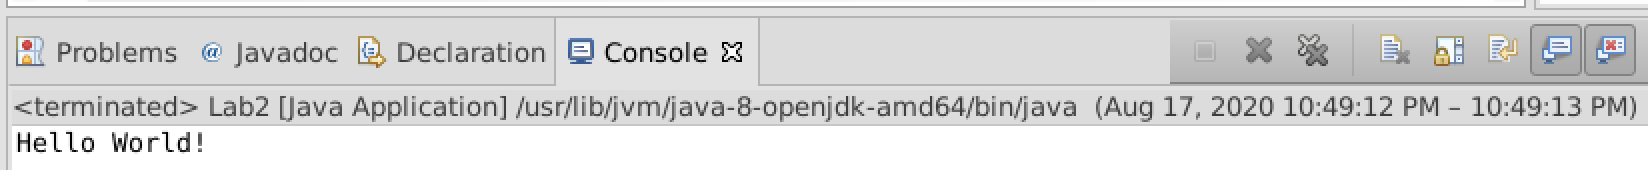 Problems @ Javadoc Declaration Console
<terminated> Lab2 [Java Application] /usr/lib/jvm/java-8-openjdk-amd64/bin/java (Aug 17, 2020 10:49:12 PM – 10:49:13 PM)
Hello World!